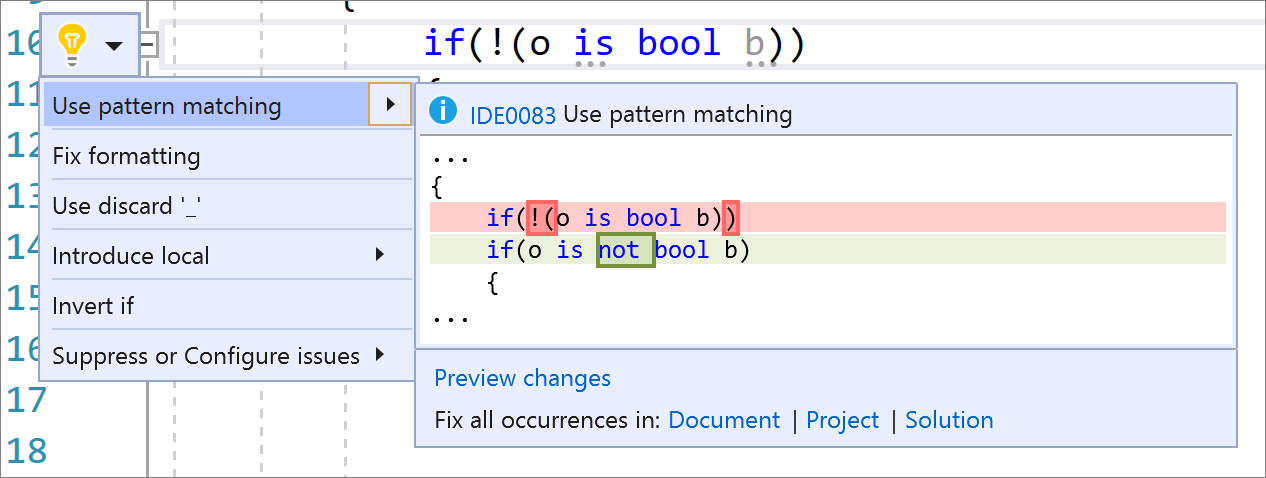 {
10 if(!(o is bool b))
11 {
12
13
14
15
16
17
18
Use pattern matching
Fix formatting
Use discard '_'
Introduce local
Invert if
Suppress or Configure issues
IDE0083 Use pattern matching
...
{
if(!(o is bool b))
if(o is not bool b)
{
...
Preview changes
Fix all occurrences in: Document | Project | Solution